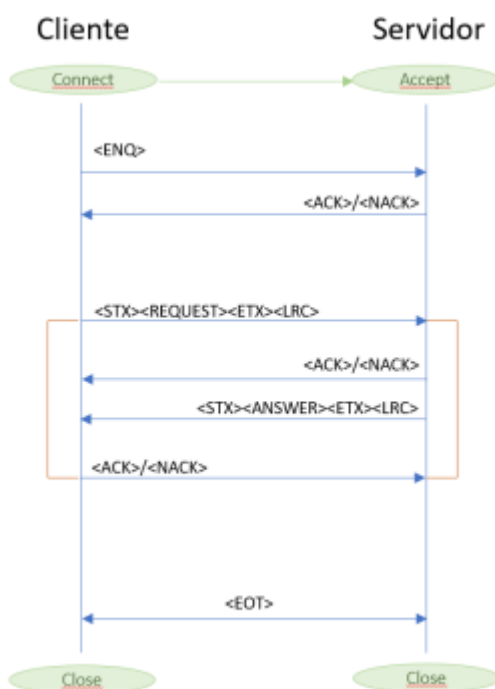 Cliente
Servidor
Connect
Accept
<ENQ>
<ACK>/<NACK>
<STX><REQUEST><ETX><LRC>
<ACK>/<NACK>
<STX><ANSWER><ETX><LRC>
<ACK>/<NACK>
<EOT>
Close
Close